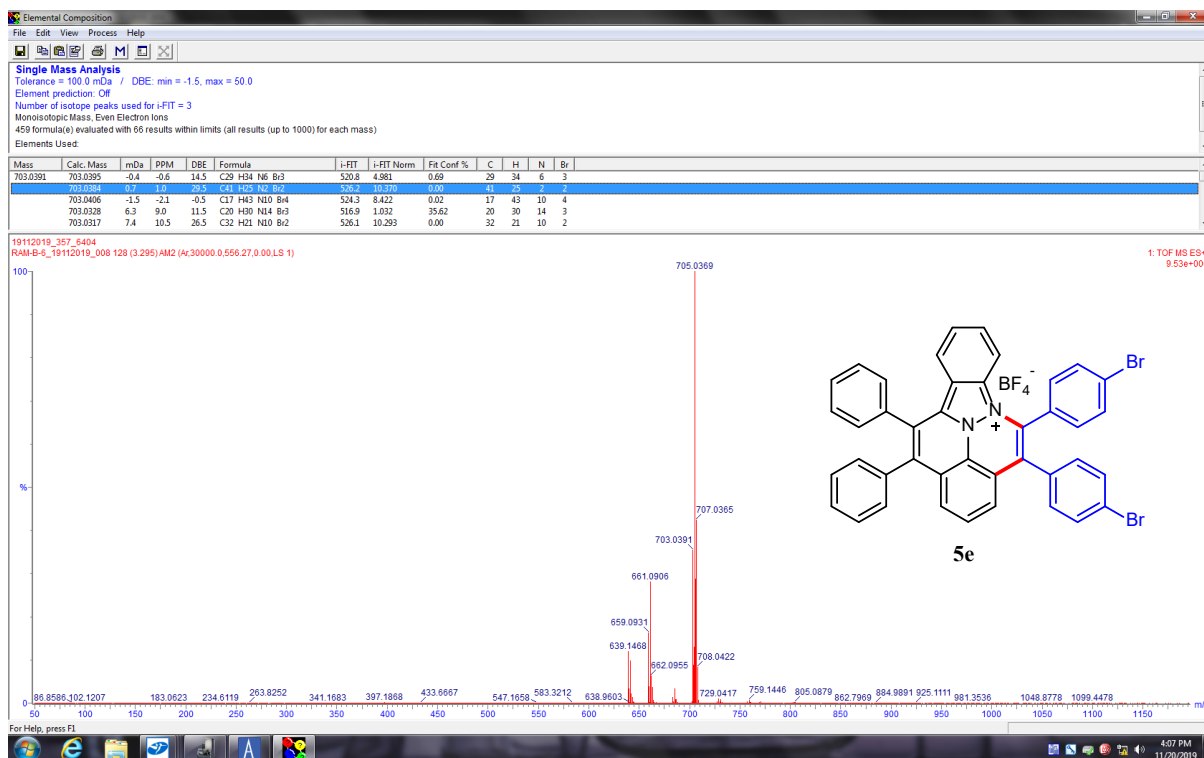 Elemental Composition
File Edit View Process Help
Single Mass Analysis
Tolerance = 100.0 mDa / DBE: min = -1.5, max = 50.0
Element prediction: Off
Number of isotope peaks used for i-FIT = 3
Monoisotopic Mass, Even Electron Ions
459 formula(e) evaluated with 66 results within limits (all results (up to 1000) for each mass)
Elements Used:
Mass Calc. Mass mDa PPM DBE Formula i-FIT i-FIT Norm Fit Conf % C H N Br
703.0391 703.0395 -0.4 -0.6 14.5 C29 H34 N6 Br3 520.8 4.981 0.69 29 34 6 3
703.0384 0.7 1.0 29.5 C41 H25 N2 Br2 526.2 10.370 0.00 41 25 2 2
703.0406 -1.5 -2.1 -0.5 C17 H43 N10 Br4 524.3 8.422 0.02 17 43 10 4
703.0328 6.3 9.0 11.5 C20 H30 N14 Br3 516.9 1.032 35.62 20 30 14 3
703.0317 7.4 10.5 26.5 C32 H21 N10 Br2 526.1 10.293 0.00 32 21 10 2
19112019_357_6404
RAM-B-6_19112019_008 128 (3.295) AM2 (Ar,30000.0,556.27,0.00,LS 1)
1: TOF MS ES+
9.53e+00
100
705.0369
Br
BF4 -
N
N
+
%
707.0365
703.0391
Br
5e
661.0906
659.0931
639.1468
662.0955
708.0422
86.8586 102.1207 183.0623 234.6119 263.8252 341.1683 397.1868 433.6667 547.1658 583.3212 638.9603 729.0417 759.1446 805.0879 862.7969 884.9891 925.1111 981.3536 1048.8778 1099.4478
0
m/
50 100 150 200 250 300 350 400 450 500 550 600 650 700 750 800 850 900 950 1000 1050 1100 1150
For Help, press F1
4:07 PM
11/20/2019